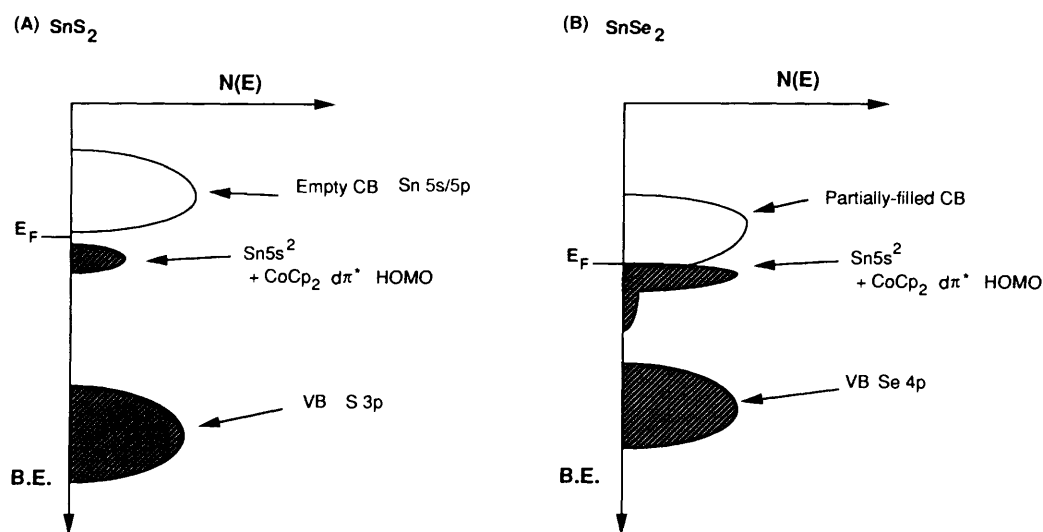 (A) SnS2
N(E)
Empty CB Sn 5s/5p
EF
Sn5s2
+ CoCp2 dπ* HOMO
VB S 3p
B.E.
(B) SnSe2
N(E)
Partially-filled CB
EF
Sn5s2
+ CoCp2 dπ* HOMO
VB Se 4p
B.E.